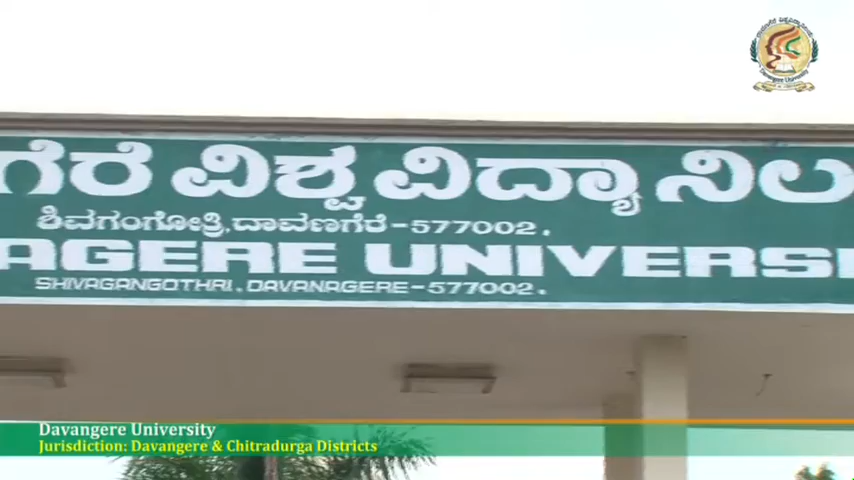 ಗೆರೆ ವಿಶ್ವವಿದ್ಯಾನಿಲ
ಶಿವಗಂಗೋತ್ರಿ,ದಾವಣಗೆರೆ-577002.
AGERE UNIVERSI
SHIVAGANGOTHRI.DAVANAGERE-577002.
Davangere University
Jurisdiction: Davangere & Chitradurga Districts